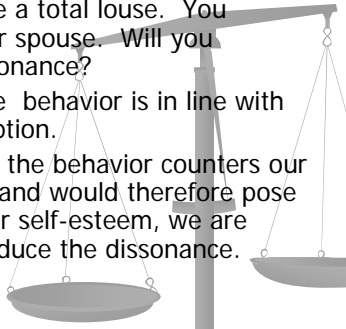 e a total louse. You
r spouse. Will you
onance?
e behavior is in line with
ption.
the behavior counters our
and would therefore pose
r self-esteem, we are
duce the dissonance.